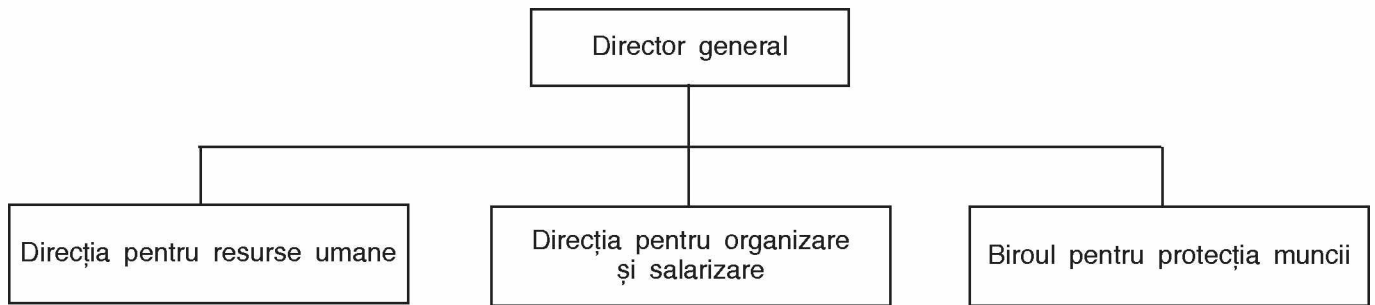 Director general
Direcția pentru resurse umane
Direcția pentru organizare
și salarizare
Biroul pentru protecția muncii